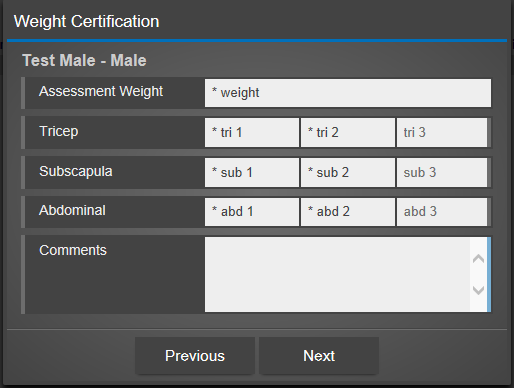 Weight Certification
Test Male - Male
Assessment Weight * weight
Tricep * tri 1 * tri 2 tri 3
Subscapula * sub 1 * sub 2 sub 3
Abdominal * abd 1 * abd 2 abd 3
Comments
Previous Next